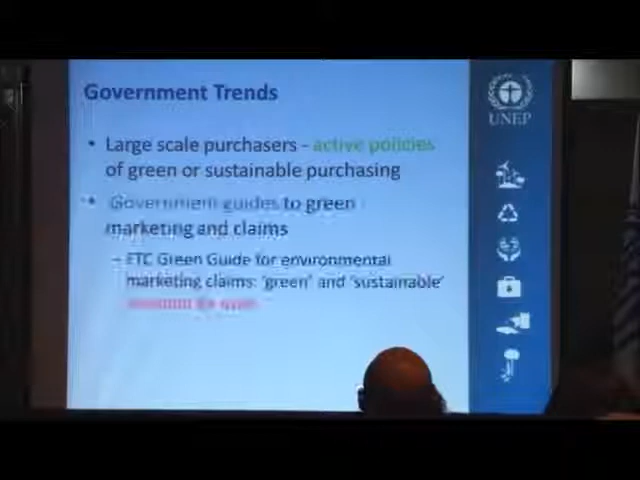 Government Trends
UNEP
• Large scale purchasers - active policies
of green or sustainable purchasing
• Government guides to green
marketing and claims
– FTC Green Guide for environmental
marketing claims: 'green' and 'sustainable'